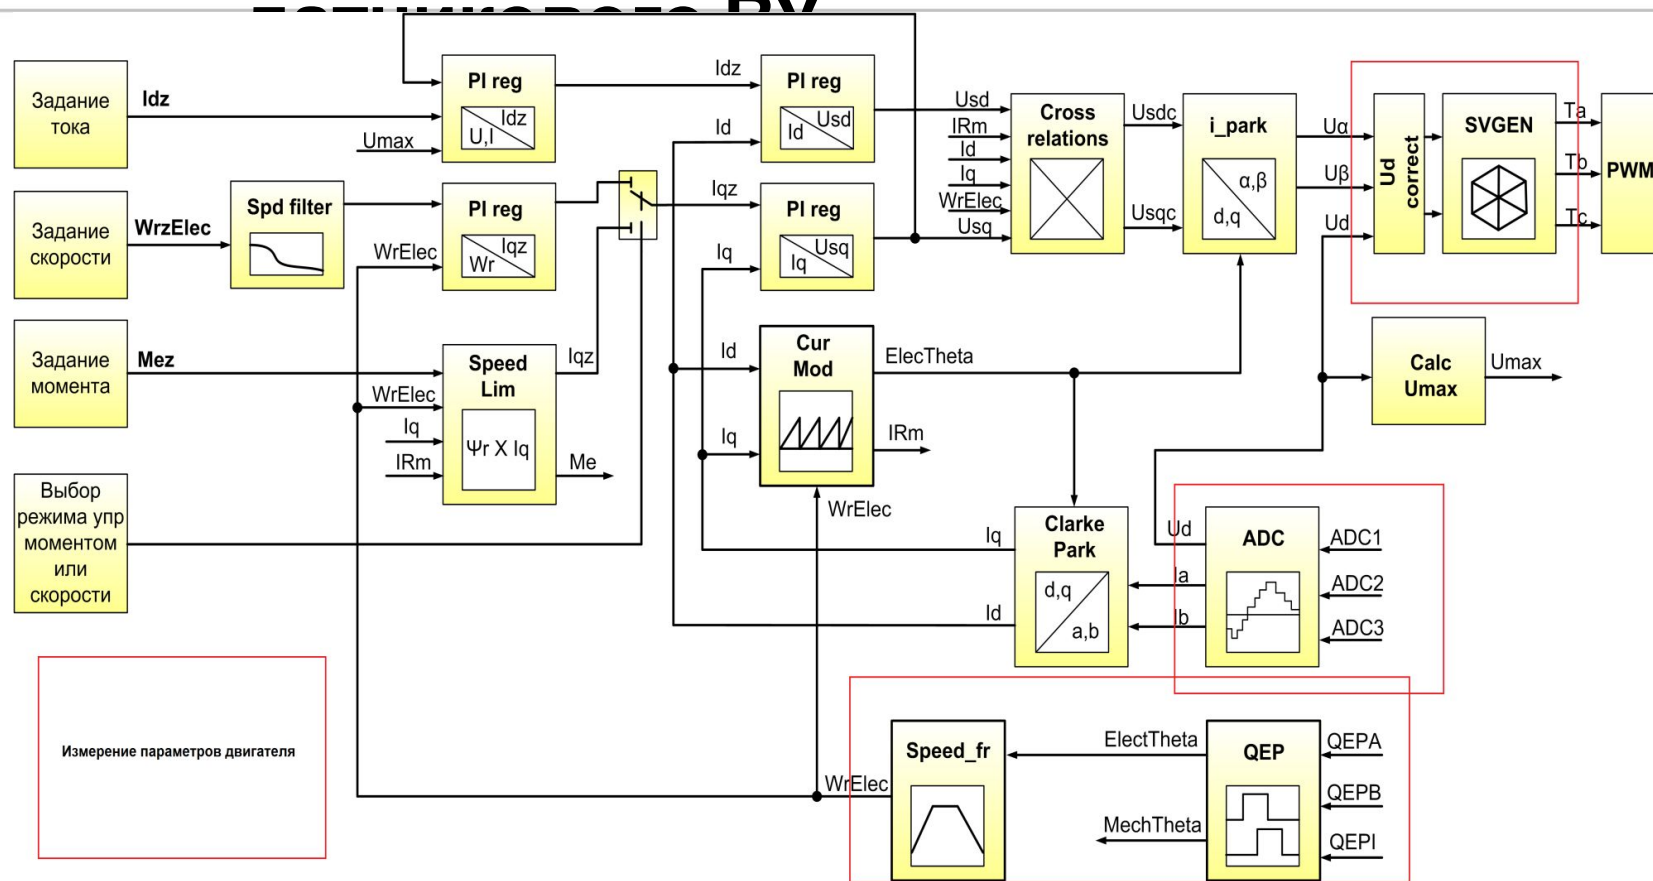 датчикового ВУ
Задание
тока
Idz
Umax
PI reg
Idz
U,I
Idz
Id
PI reg
Usd
Id
Usd
IRm
Id
Iq
WrElec
Usq
Cross
relations
Usdc
Usqc
i_park
α,β
d,q
Uα
Uβ
Ud
Ud
correct
SVGEN
Ta
Tb
Tc
PWM
Задание
скорости
WrzElec
Spd filter
WrElec
PI reg
Iqz
Wr
Iqz
Iq
PI reg
Usq
Iq
Задание
момента
Mez
WrElec
Iq
IRm
Speed
Lim
Ψr X Iq
Iqz
Me
Id
Iq
Cur
Mod
ElecTheta
IRm
WrElec
Calc
Umax
Umax
Выбор
режима упр
моментом
или
скорости
Iq
Id
Clarke
Park
d,q
a,b
Ud
Ia
Ib
ADC
ADC1
ADC2
ADC3
Измерение параметров двигателя
WrElec
Speed_fr
ElectTheta
MechTheta
QEP
QEPA
QEPB
QEPI